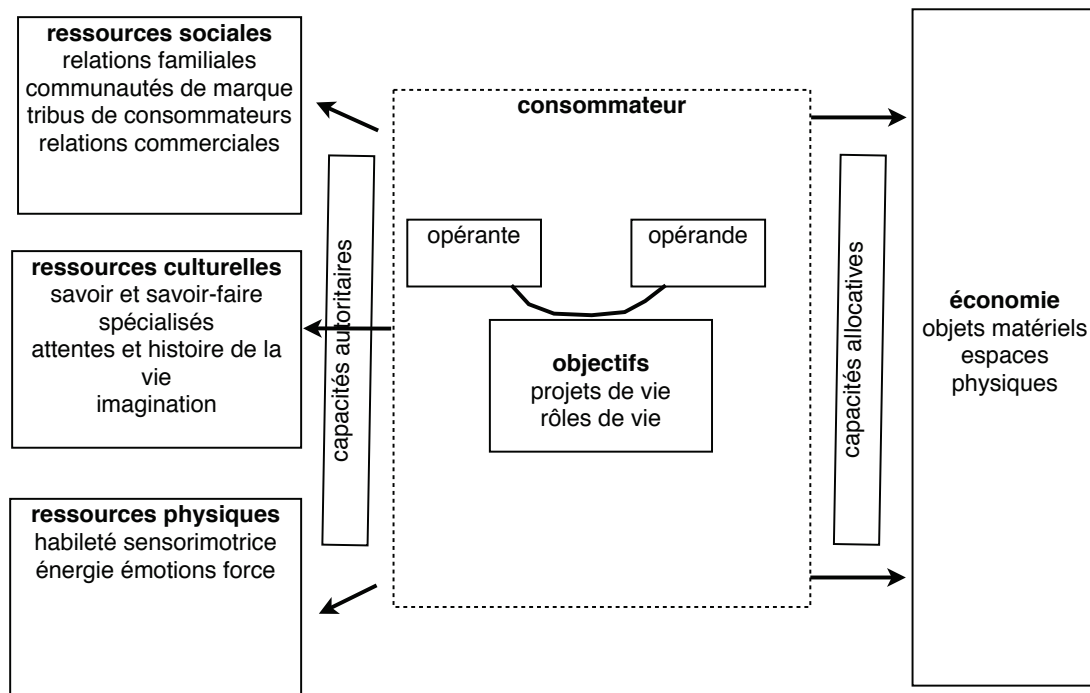 ressources sociales
relations familiales
communautés de marque
tribus de consommateurs
relations commerciales
ressources culturelles
savoir et savoir-faire
spécialisés
attentes et histoire de la
vie
imagination
ressources physiques
habileté sensorimotrice
énergie émotions force
capacités autoritaires
consommateur
opérante
opérande
objectifs
projets de vie
rôles de vie
capacités allocatives
économie
objets matériels
espaces
physiques